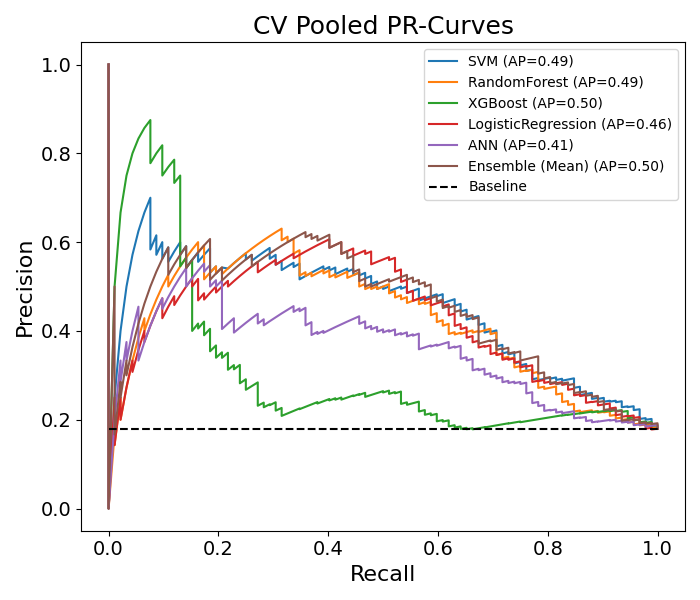 CV Pooled PR-Curves
SVM (AP=0.49)
RandomForest (AP=0.49)
XGBoost (AP=0.50)
LogisticRegression (AP=0.46)
ANN (AP=0.41)
Ensemble (Mean) (AP=0.50)
Baseline
Precision
1.0
0.8
0.6
0.4
0.2
0.0
0.0 0.2 0.4 0.6 0.8 1.0
Recall